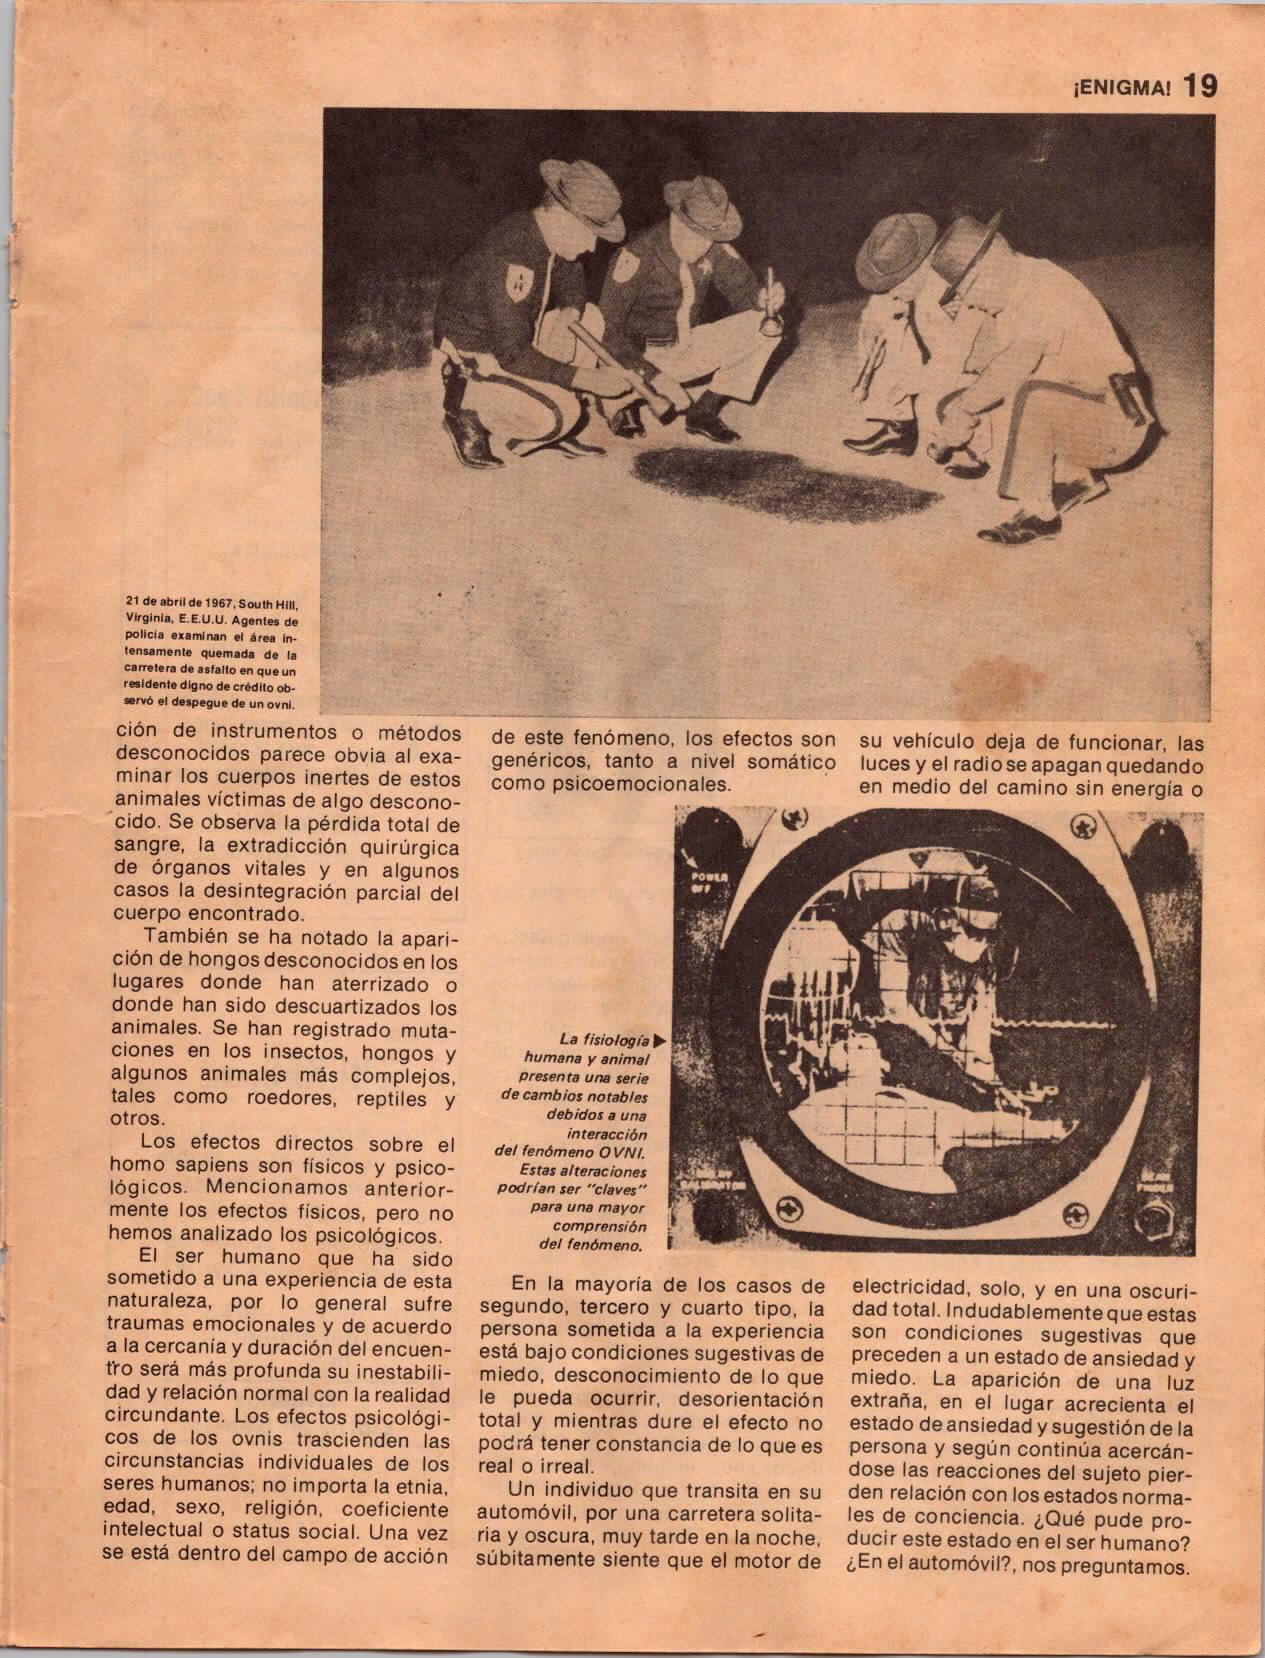 ¡ENIGMA! 19
21 de abril de 1967, South Hill,
Virginia, E.E.U.U. Agentes de
policía examinan el área in-
tensamente quemada de la
carretera de asfalto en que un
residente digno de crédito ob-
servó el despegue de un ovni.
ción de instrumentos o métodos
desconocidos parece obvia al exa-
minar los cuerpos inertes de estos
animales víctimas de algo descono-
cido. Se observa la pérdida total de
sangre, la extradicción quirúrgica
de órganos vitales y en algunos
casos la desintegración parcial del
cuerpo encontrado.
También se ha notado la apari-
ción de hongos desconocidos en los
lugares donde han aterrizado o
donde han sido descuartizados los
animales. Se han registrado muta-
ciones en los insectos, hongos y
algunos animales más complejos,
tales como roedores, reptiles y
otros.
Los efectos directos sobre el
homo sapiens son físicos y psico-
lógicos. Mencionamos anterior-
mente los efectos físicos, pero no
hemos analizado los psicológicos.
El ser humano que ha sido
sometido a una experiencia de esta
naturaleza, por lo general sufre
traumas emocionales y de acuerdo
a la cercanía y duración del encuen-
tro será más profunda su inestabili-
dad y relación normal con la realidad
circundante. Los efectos psicológi-
cos de los ovnis trascienden las
circunstancias individuales de los
seres humanos; no importa la etnia,
edad, sexo, religión, coeficiente
intelectual o status social. Una vez
se está dentro del campo de acción
de este fenómeno, los efectos son
genéricos, tanto a nivel somático
como psicoemocionales.
La fisiología
humana y animal
presenta una serie
de cambios notables
debidos a una
interacción
del fenómeno OVNI.
Estas alteraciones
podrían ser "claves"
para una mayor
comprensión
del fenómeno.
POWER
OFF
En la mayoría de los casos de
segundo, tercero y cuarto tipo, la
persona sometida a la experiencia
está bajo condiciones sugestivas de
miedo, desconocimiento de lo que
le pueda ocurrir, desorientación
total y mientras dure el efecto no
podrá tener constancia de lo que es
real o irreal.
Un individuo que transita en su
automóvil, por una carretera solita-
ria y oscura, muy tarde en la noche,
súbitamente siente que el motor de
su vehículo deja de funcionar, las
luces y el radio se apagan quedando
en medio del camino sin energía o
electricidad, solo, y en una oscuri-
dad total. Indudablemente que estas
son condiciones sugestivas que
preceden a un estado de ansiedad y
miedo. La aparición de una luz
extraña, en el lugar acrecienta el
estado de ansiedad y sugestión de la
persona y según continúa acercán-
dose las reacciones del sujeto pier-
den relación con los estados norma-
les de conciencia. ¿Qué pude pro-
ducir este estado en el ser humano?
¿En el automóvil?, nos preguntamos.